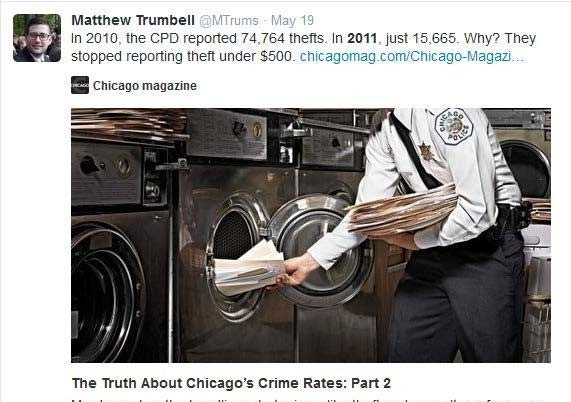 Matthew Trumbell @MTrums · May 19
In 2010, the CPD reported 74,764 thefts. In 2011, just 15,665. Why? They
stopped reporting theft under $500. chicagomag.com/Chicago-Magazi...
CHICAGO Chicago magazine
CHICAGO
POLICE
The Truth About Chicago's Crime Rates: Part 2